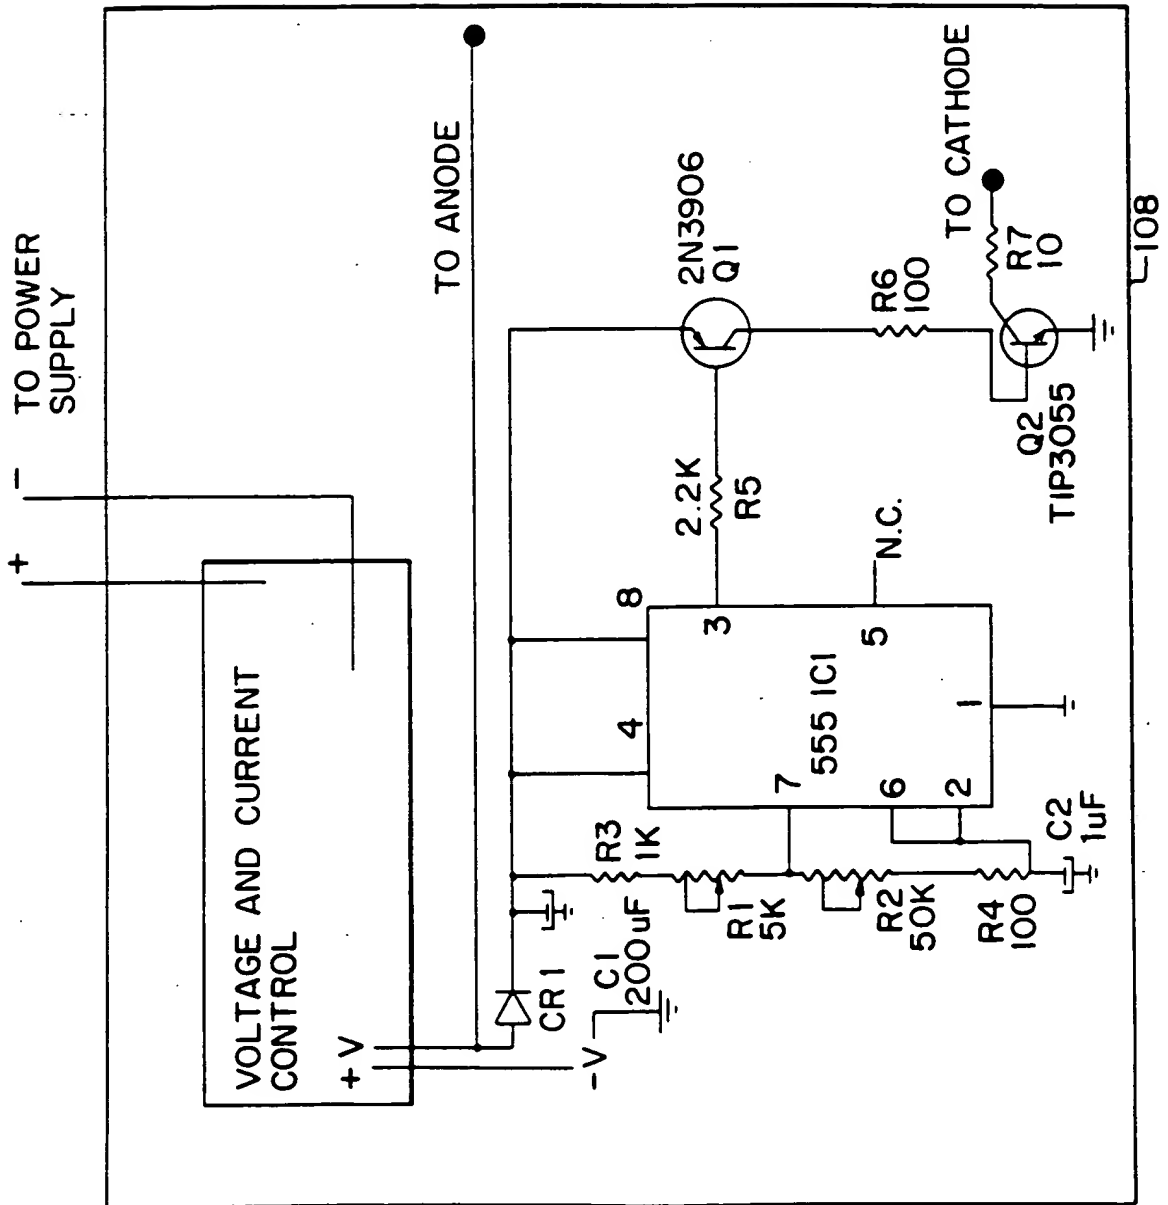 + − TO POWER
SUPPLY
VOLTAGE AND CURRENT
CONTROL
+ V
-V
TO ANODE
CR1
C1
200uF
R3
1K
R1
5K
R2
50K
R4
100
C2
1uF
4
8
7
6
2
3
5
1
555 IC1
N.C.
2.2K
R5
2N3906
Q1
R6
100
Q2
TIP3055
R7
10
TO CATHODE
108